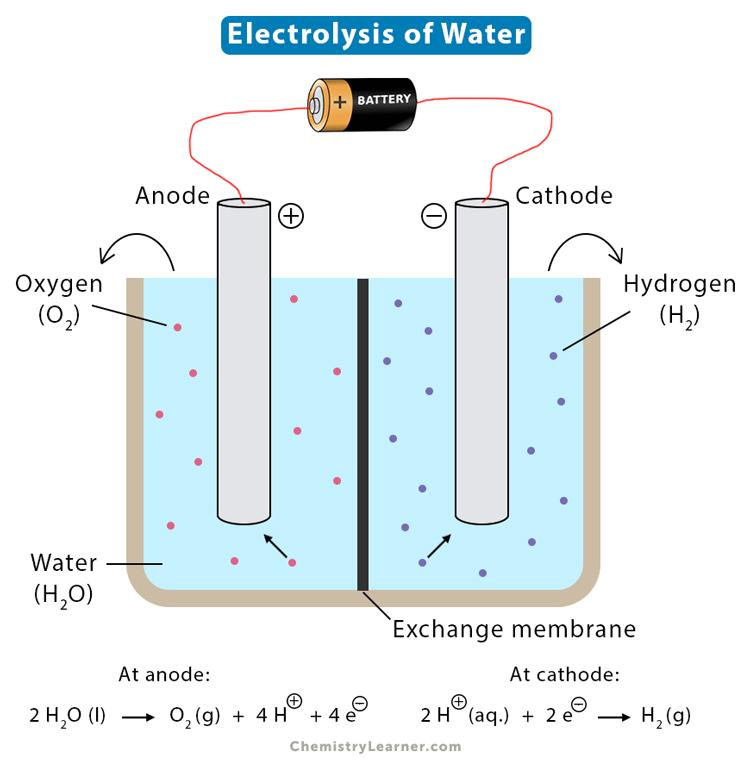 Electrolysis of Water
+ BATTERY
Anode
+
−
Cathode
Oxygen
(O₂)
Hydrogen
(H₂)
Water
(H₂O)
Exchange membrane
At anode:
2 H₂O (l) ⟶ O₂ (g) + 4 H⊕ + 4 e⊖
At cathode:
2 H⊕ (aq.) + 2 e⊖ ⟶ H₂ (g)
ChemistryLearner.com